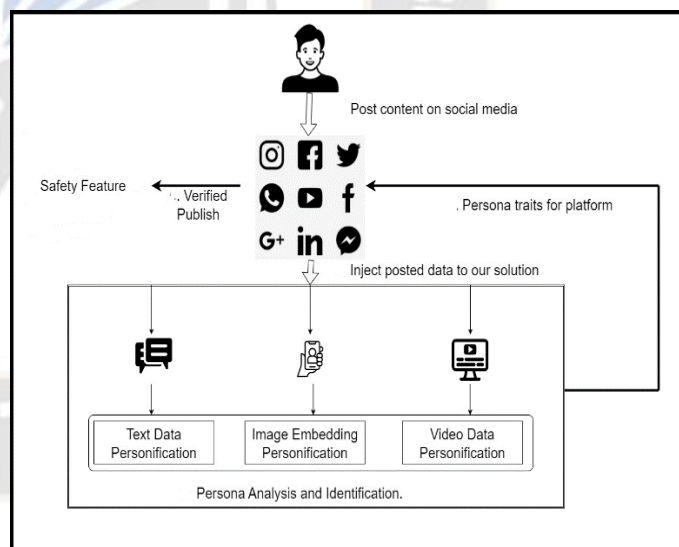 Post content on social media
Safety Feature
Verified
Publish
. Persona traits for platform
G+ in
Inject posted data to our solution
Text Data
Personification
Image Embedding
Personification
Video Data
Personification
Persona Analysis and Identification.